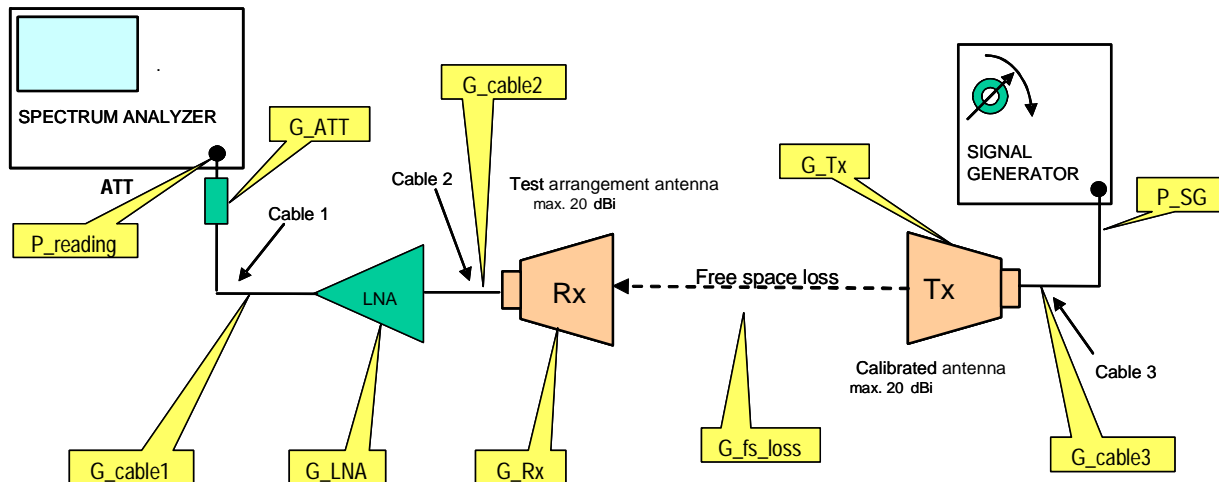 SPECTRUM ANALYZER
G_ATT
ATT
P_reading
Cable 1
G_cable2
Cable 2
Test arrangement antenna
max. 20 dBi
G_Tx
SIGNAL
GENERATOR
P_SG
LNA
Rx
Free space loss
Tx
Calibrated antenna
max. 20 dBi
Cable 3
G_cable1
G_LNA
G_Rx
G_fs_loss
G_cable3